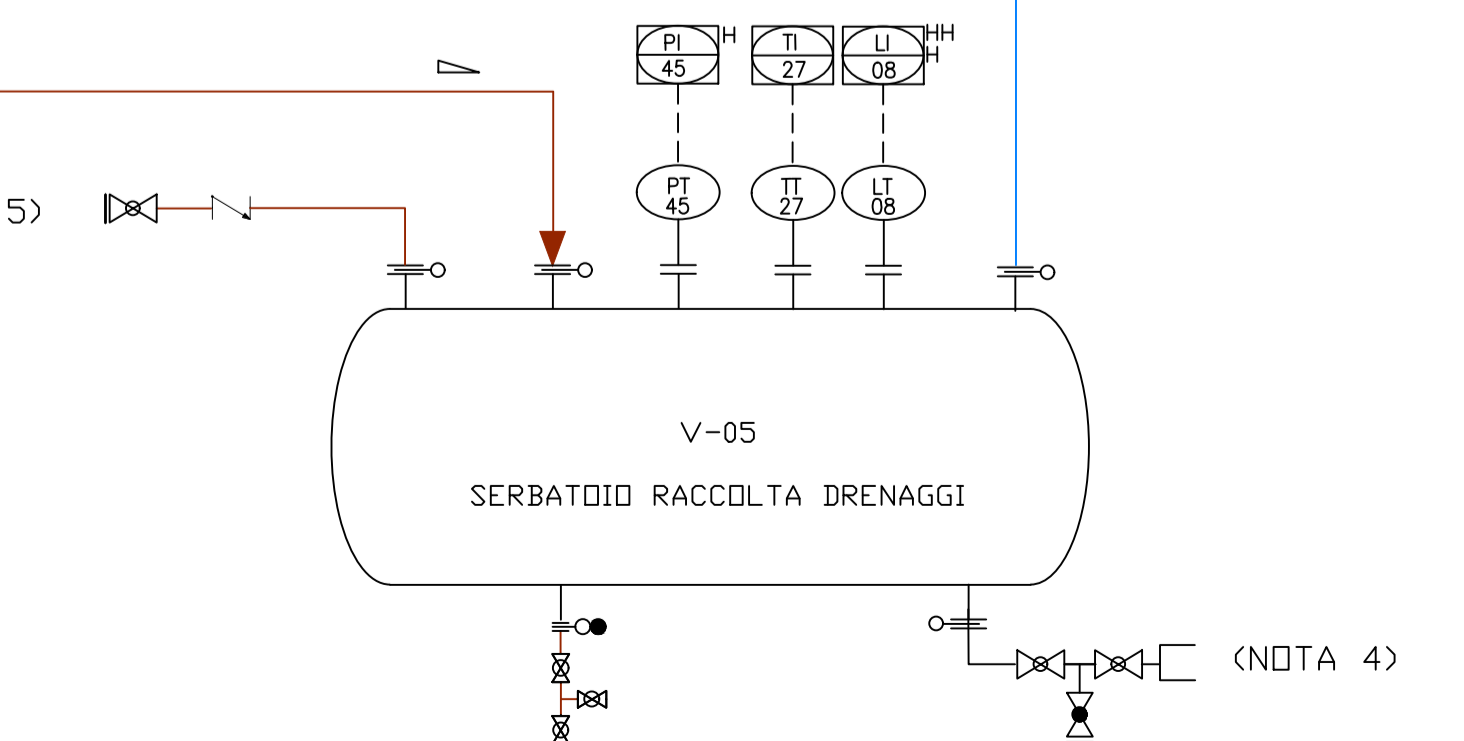 PI
45
H
TI
27
LI
08
HH
H
5)
PT
45
TT
27
LT
08
V-05
SERBATOIO RACCOLTA DRENAGGI
(NOTA 4)